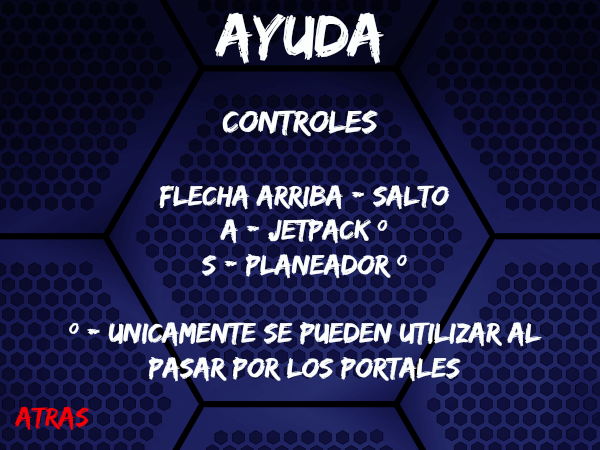 AYUDA
CONTROLES
FLECHA ARRIBA - SALTO
A - JETPACK º
S - PLANEADOR º
º - UNICAMENTE SE PUEDEN UTILIZAR AL
PASAR POR LOS PORTALES
ATRAS